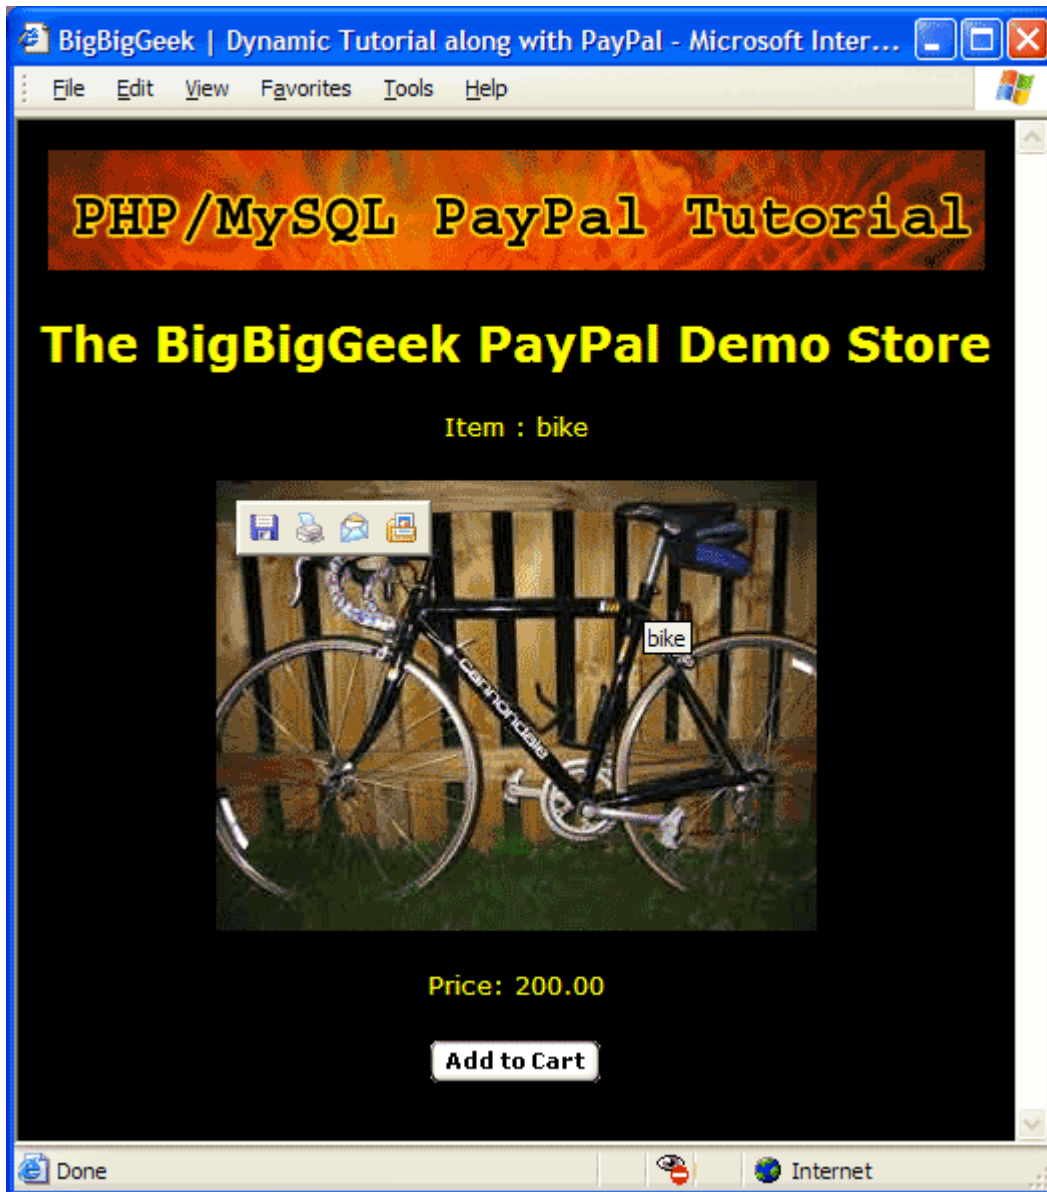 BigBigGeek | Dynamic Tutorial along with PayPal - Microsoft Inter...
File Edit View Favorites Tools Help
PHP/MySQL PayPal Tutorial
The BigBigGeek PayPal Demo Store
Item : bike
bike
cannondale
Price: 200.00
Add to Cart
Done Internet